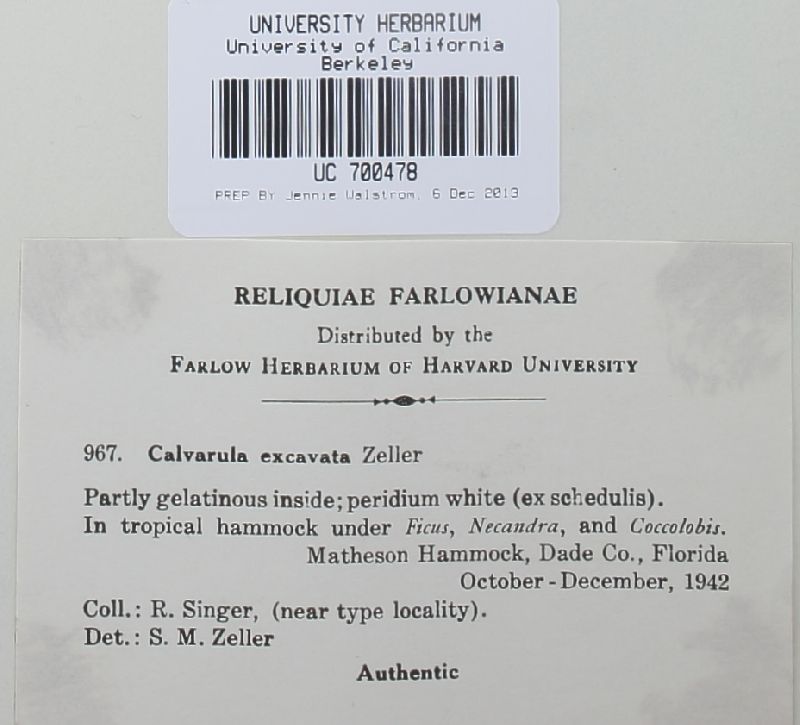 UNIVERSITY HERBARIUM
University of California
Berkeley
UC 700478
PREP BY Jennie Walstrom, 6 Dec 2013
RELIQUIAE FARLOWIANAE
Distributed by the
FARLOW HERBARIUM OF HARVARD UNIVERSITY
967. Calvarula excavata Zeller
Partly gelatinous inside; peridium white (ex schedulis).
In tropical hammock under Ficus, Necandra, and Coccolobis.
Matheson Hammock, Dade Co., Florida
October - December, 1942
Coll.: R. Singer, (near type locality).
Det.: S. M. Zeller
Authentic